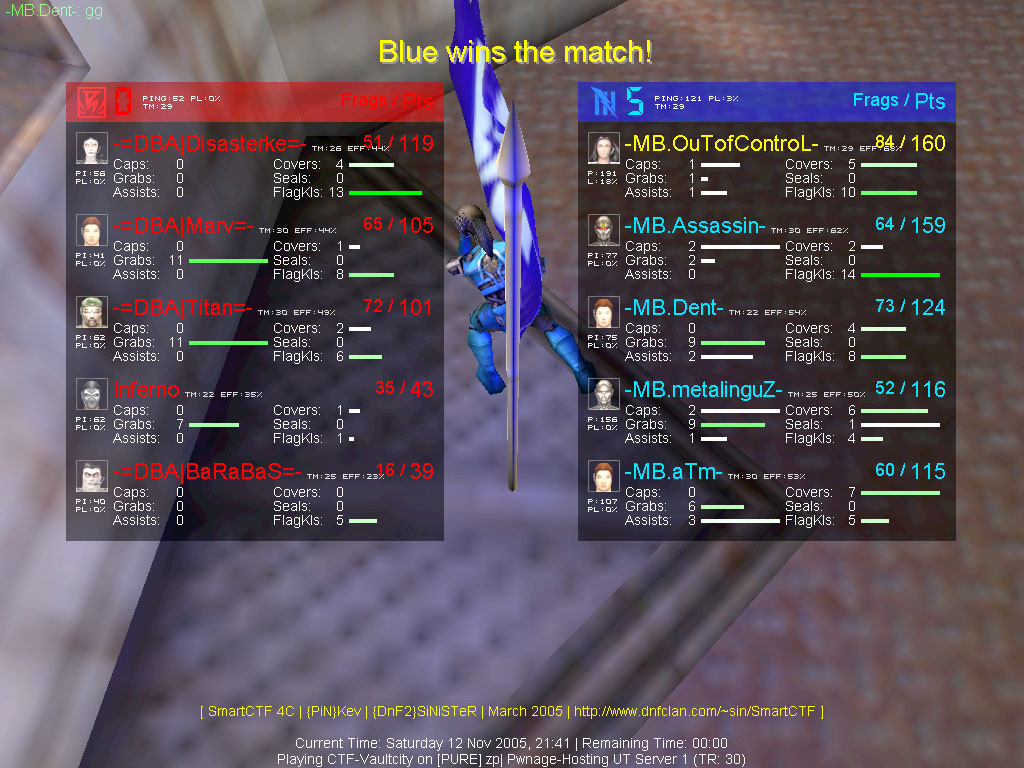 -MB.Dent-: gg
Blue wins the match!
0 PING:52 PL:0% Frags / Pts
TM:29
-=DBA|Disasterke=- TM:26 EFF:44% 51 / 119
Caps: 0 Covers: 4
PI:56 Grabs: 0 Seals: 0
PL:0% Assists: 0 FlagKls: 13
-=DBA|Marv=- TM:30 EFF:44% 65 / 105
Caps: 0 Covers: 1
PI:41 Grabs: 11 Seals: 0
PL:0% Assists: 0 FlagKls: 8
-=DBA|Titan=- TM:30 EFF:49% 72 / 101
Caps: 0 Covers: 2
PI:62 Grabs: 11 Seals: 0
PL:0% Assists: 0 FlagKls: 6
Inferno TM:22 EFF:35% 35 / 43
Caps: 0 Covers: 1
PI:62 Grabs: 7 Seals: 0
PL:0% Assists: 0 FlagKls: 1
-=DBA|BaRaBaS=- TM:25 EFF:23% 16 / 39
Caps: 0 Covers: 0
PI:40 Grabs: 0 Seals: 0
PL:0% Assists: 0 FlagKls: 5
5 PING:121 PL:3% Frags / Pts
TM:29
-MB.OuTofControL- TM:29 EFF:68% 84 / 160
Caps: 1 Covers: 5
P:191 Grabs: 1 Seals: 0
L:18% Assists: 1 FlagKls: 10
-MB.Assassin- TM:30 EFF:62% 64 / 159
Caps: 2 Covers: 2
PI:77 Grabs: 2 Seals: 0
PL:0% Assists: 0 FlagKls: 14
-MB.Dent- TM:22 EFF:54% 73 / 124
Caps: 0 Covers: 4
PI:75 Grabs: 9 Seals: 0
PL:0% Assists: 2 FlagKls: 8
-MB.metalinguZ- TM:25 EFF:50% 52 / 116
Caps: 2 Covers: 6
P:156 Grabs: 9 Seals: 1
PL:0% Assists: 1 FlagKls: 4
-MB.aTm- TM:30 EFF:53% 60 / 115
Caps: 0 Covers: 7
P:107 Grabs: 6 Seals: 0
PL:0% Assists: 3 FlagKls: 5
[ SmartCTF 4C | {PiN}Kev | {DnF2}SiNiSTeR | March 2005 | http://www.dnfclan.com/~sin/SmartCTF ]
Current Time: Saturday 12 Nov 2005, 21:41 | Remaining Time: 00:00
Playing CTF-Vaultcity on [PURE] zp| Pwnage-Hosting UT Server 1 (TR: 30)